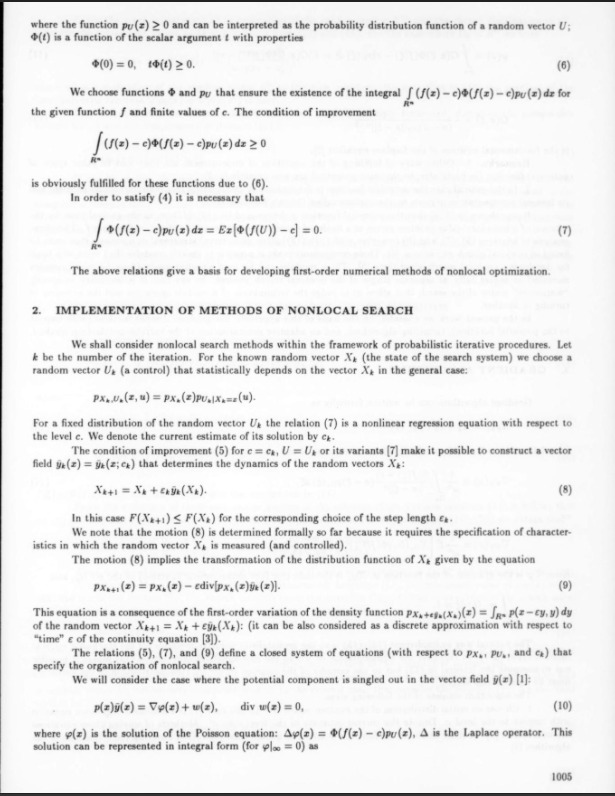 where the function p_U(x) ≥ 0 and can be interpreted as the probability distribution function of a random vector U;
Φ(t) is a function of the scalar argument t with properties
Φ(0) = 0, tΦ(t) ≥ 0. (6)
We choose functions Φ and p_U that ensure the existence of the integral ∫_{R^n} (f(x) − c)Φ(f(x) − c)p_U(x) dx for
the given function f and finite values of c. The condition of improvement
∫_{R^n} (f(x) − c)Φ(f(x) − c)p_U(x) dx ≥ 0
is obviously fulfilled for these functions due to (6).
In order to satisfy (4) it is necessary that
∫_{R^n} Φ(f(x) − c)p_U(x) dx = E_x[Φ(f(U)) − c] = 0. (7)
The above relations give a basis for developing first-order numerical methods of nonlocal optimization.
2. IMPLEMENTATION OF METHODS OF NONLOCAL SEARCH
We shall consider nonlocal search methods within the framework of probabilistic iterative procedures. Let
k be the number of the iteration. For the known random vector X_k (the state of the search system) we choose a
random vector U_k (a control) that statistically depends on the vector X_k in the general case:
p_{X_k,U_k}(x, u) = p_{X_k}(x)p_{U_k|X_k=x}(u).
For a fixed distribution of the random vector U_k the relation (7) is a nonlinear regression equation with respect to
the level c. We denote the current estimate of its solution by c_k.
The condition of improvement (5) for c = c_k, U = U_k or its variants [7] make it possible to construct a vector
field ȳ_k(x) = ȳ_k(x; c_k) that determines the dynamics of the random vectors X_k:
X_{k+1} = X_k + ε_kȳ_k(X_k). (8)
In this case F(X_{k+1}) ≤ F(X_k) for the corresponding choice of the step length ε_k.
We note that the motion (8) is determined formally so far because it requires the specification of character-
istics in which the random vector X_k is measured (and controlled).
The motion (8) implies the transformation of the distribution function of X_k given by the equation
p_{X_{k+1}}(x) = p_{X_k}(x) − εdiv[p_{X_k}(x)ȳ_k(x)]. (9)
This equation is a consequence of the first-order variation of the density function p_{X_k+εȳ_k(X_k)}(x) = ∫_{R^n} p(x−εy, y) dy
of the random vector X_{k+1} = X_k + εȳ_k(X_k): (it can be also considered as a discrete approximation with respect to
"time" ε of the continuity equation [3]).
The relations (5), (7), and (9) define a closed system of equations (with respect to p_{X_k}, p_{U_k}, and c_k) that
specify the organization of nonlocal search.
We will consider the case where the potential component is singled out in the vector field ȳ(x) [1]:
p(x)ȳ(x) = ∇φ(x) + w(x), div w(x) = 0, (10)
where φ(x) is the solution of the Poisson equation: Δφ(x) = Φ(f(x) − c)p_U(x), Δ is the Laplace operator. This
solution can be represented in integral form (for φ|_∞ = 0) as
1005